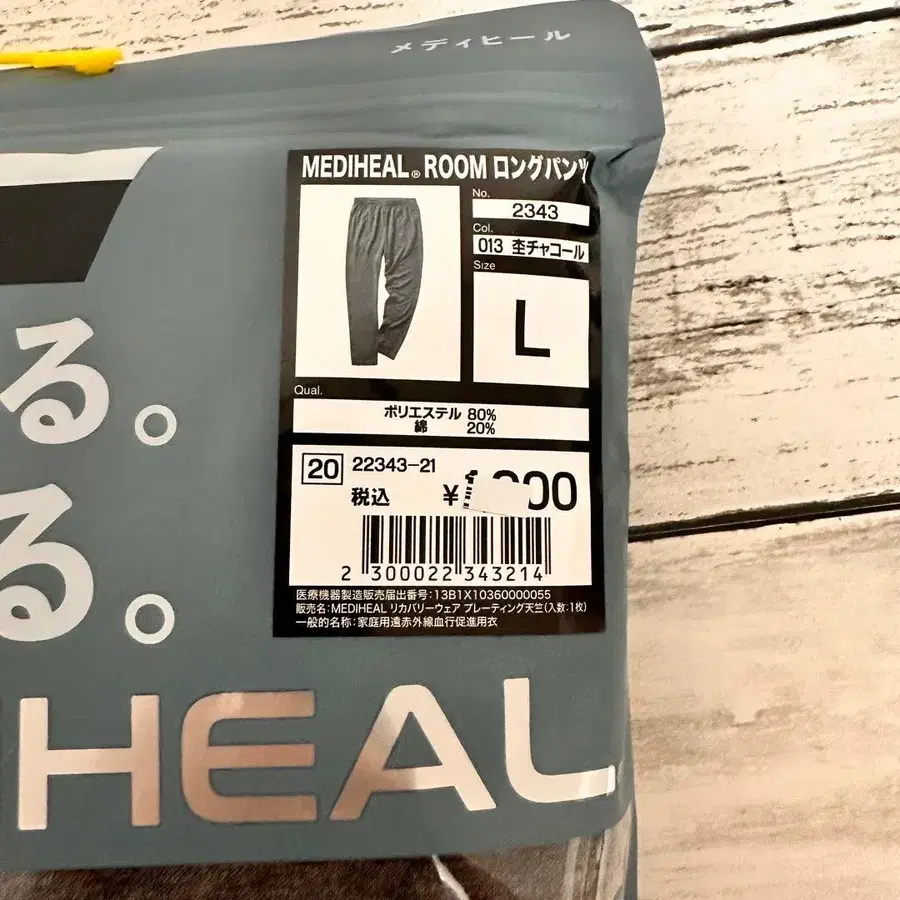 メディヒール
MEDIHEAL® ROOM ロングパンツ
No.
2343
Col.
013 杢チャコール
Size
L
Qual.
ポリエステル 80%
綿 20%
20 22343-21
税込 ¥
2 300022 343214
医療機器製造販売届出番号:13B1X10360000055
販売名:MEDIHEAL リカバリーウェア プレーティング天竺(入数:1枚)
一般的名称:家庭用遠赤外線血行促進用衣
る。
る。
HEAL